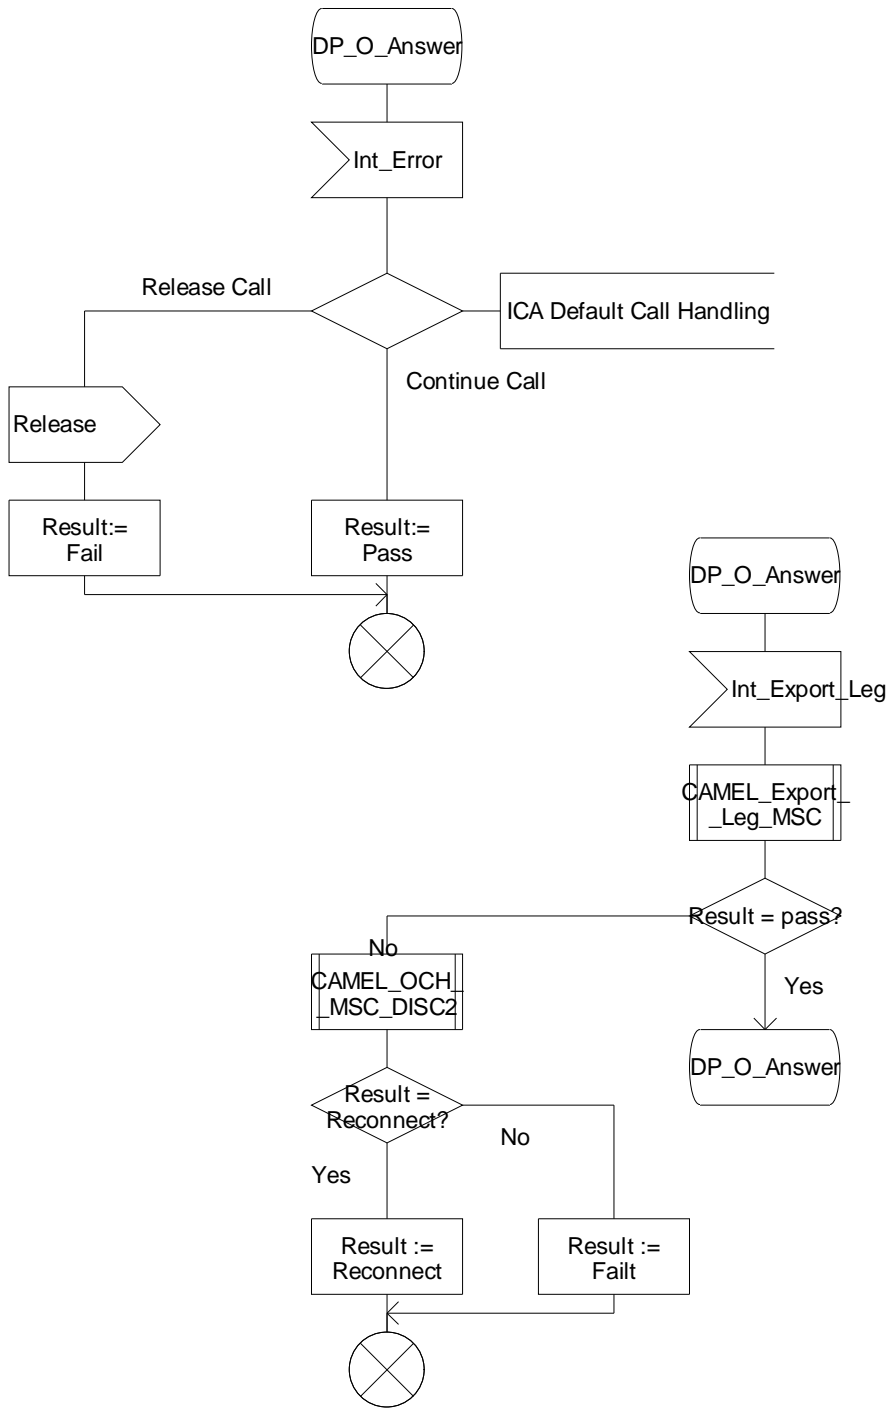 DP_O_Answer
Int_Error
Release Call
ICA Default Call Handling
Continue Call
Release
Result:=
Fail
Result:=
Pass
DP_O_Answer
Int_Export_Leg
CAMEL_Export_
_Leg_MSC
Result = pass?
No
Yes
CAMEL_OCH_
_MSC_DISC2
DP_O_Answer
Result =
Reconnect?
No
Yes
Result :=
Reconnect
Result :=
Failt